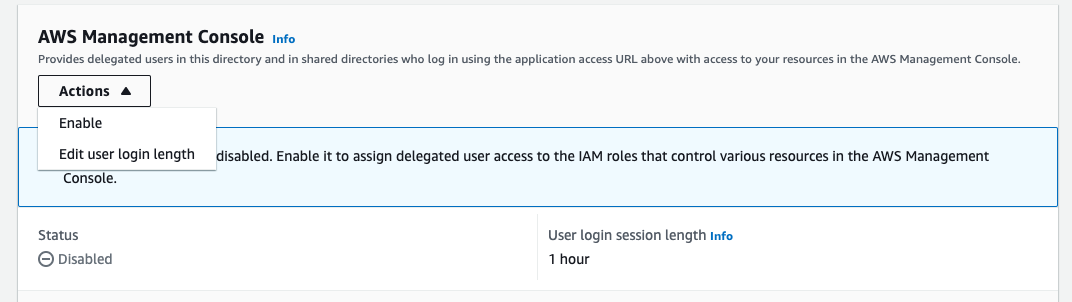 AWS Management Console Info
Provides delegated users in this directory and in shared directories who log in using the application access URL above with access to your resources in the AWS Management Console.
Actions
Enable
Edit user login length
disabled. Enable it to assign delegated user access to the IAM roles that control various resources in the AWS Management
Console.
Status
User login session length Info
Disabled
1 hour